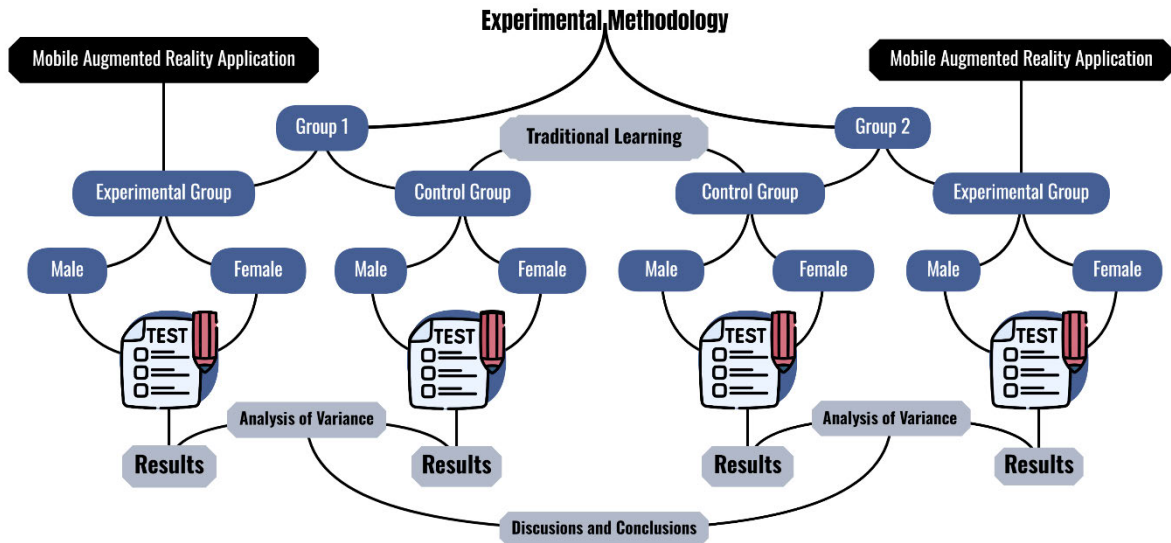 Experimental Methodology
Mobile Augmented Reality Application
Mobile Augmented Reality Application
Group 1
Group 2
Traditional Learning
Experimental Group
Control Group
Control Group
Experimental Group
Male
Female
Male
Female
Male
Female
Male
Female
TEST
TEST
TEST
TEST
Analysis of Variance
Analysis of Variance
Results
Results
Results
Results
Discusions and Conclusions